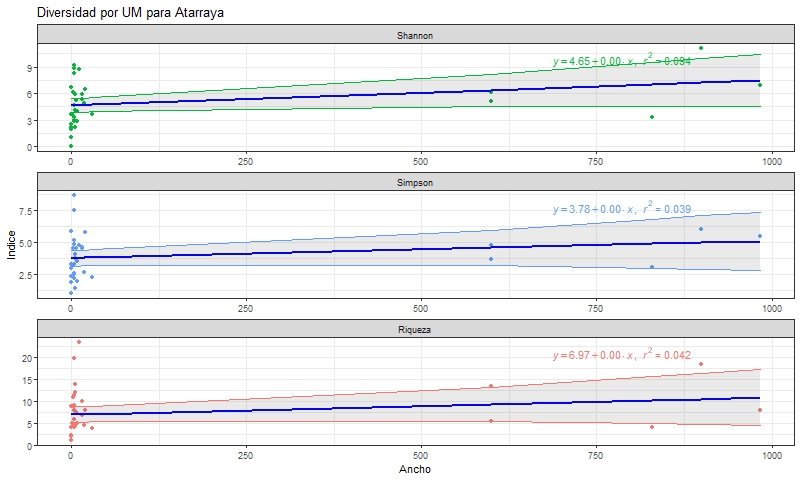 Diversidad por UM para Atarraya
Shannon
y = 4.65 + 0.00 · x, r² = 0.094
9
6
3
0
0 250 500 750 1000
Simpson
y = 3.78 + 0.00 · x, r² = 0.039
7.5
5.0
2.5
0 250 500 750 1000
Indice
Riqueza
y = 6.97 + 0.00 · x, r² = 0.042
20
15
10
5
0
0 250 500 750 1000
Ancho